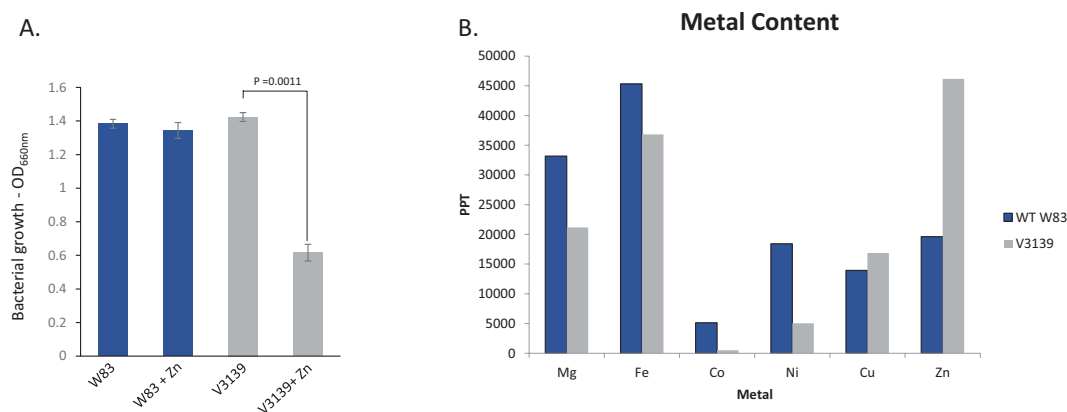 A.
P =0.0011
1.6
1.4
1.2
1
0.8
0.6
0.4
0.2
0
Bacterial growth - OD660nm
W83
W83 + Zn
V3139
V3139+ Zn
B.
Metal Content
50000
45000
40000
35000
30000
25000
20000
15000
10000
5000
0
PPT
Mg Fe Co Ni Cu Zn
Metal
WT W83
V3139